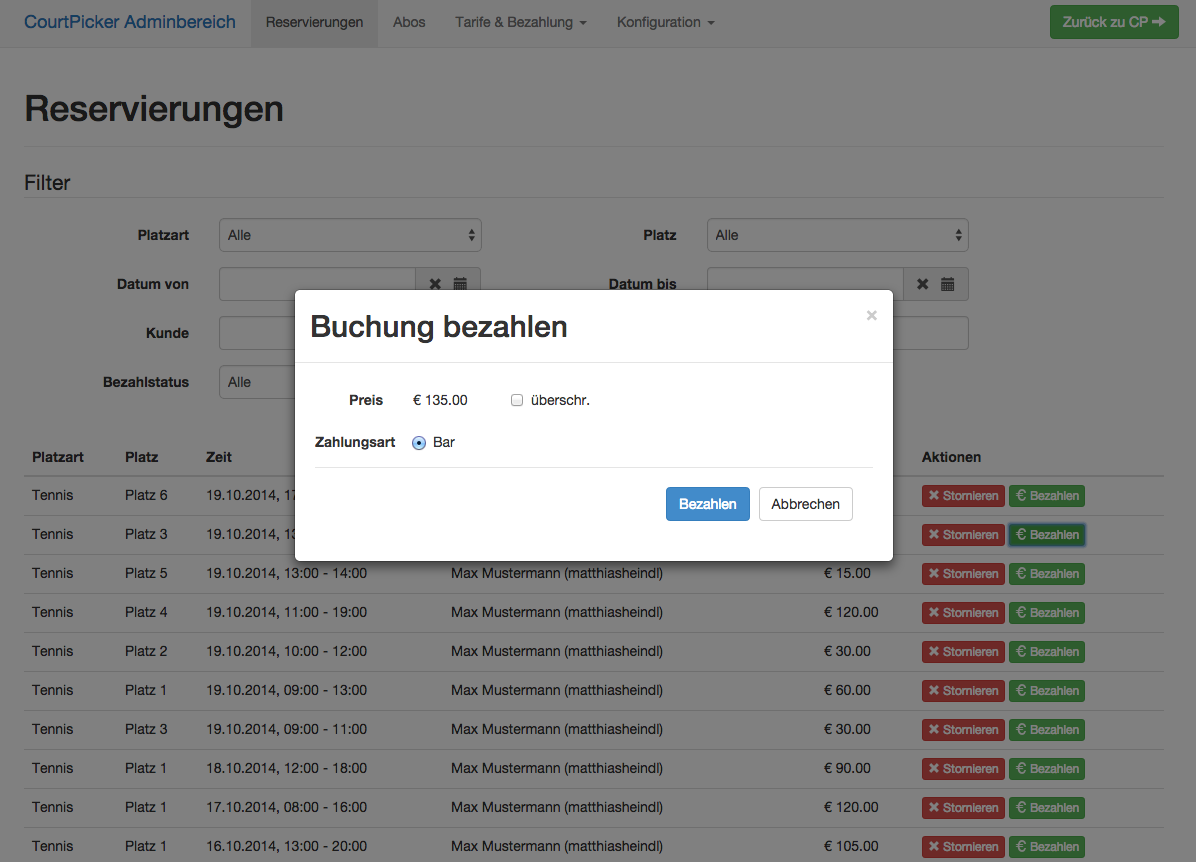 CourtPicker Adminbereich Reservierungen Abos Tarife & Bezahlung Konfiguration Zurück zu CP
Reservierungen
Filter
Platzart Alle Platz Alle
Datum von Datum bis
Kunde
Bezahlstatus Alle
Buchung bezahlen ×
Preis € 135.00 überschr.
Zahlungsart Bar
Bezahlen Abbrechen
Platzart Platz Zeit Aktionen
Tennis Platz 6 19.10.2014, Stornieren € Bezahlen
Tennis Platz 3 19.10.2014, Stornieren € Bezahlen
Tennis Platz 5 19.10.2014, 13:00 - 14:00 Max Mustermann (matthiasheindl) € 15.00 Stornieren € Bezahlen
Tennis Platz 4 19.10.2014, 11:00 - 19:00 Max Mustermann (matthiasheindl) € 120.00 Stornieren € Bezahlen
Tennis Platz 2 19.10.2014, 10:00 - 12:00 Max Mustermann (matthiasheindl) € 30.00 Stornieren € Bezahlen
Tennis Platz 1 19.10.2014, 09:00 - 13:00 Max Mustermann (matthiasheindl) € 60.00 Stornieren € Bezahlen
Tennis Platz 3 19.10.2014, 09:00 - 11:00 Max Mustermann (matthiasheindl) € 30.00 Stornieren € Bezahlen
Tennis Platz 1 18.10.2014, 12:00 - 18:00 Max Mustermann (matthiasheindl) € 90.00 Stornieren € Bezahlen
Tennis Platz 1 17.10.2014, 08:00 - 16:00 Max Mustermann (matthiasheindl) € 120.00 Stornieren € Bezahlen
Tennis Platz 1 16.10.2014, 13:00 - 20:00 Max Mustermann (matthiasheindl) € 105.00 Stornieren € Bezahlen